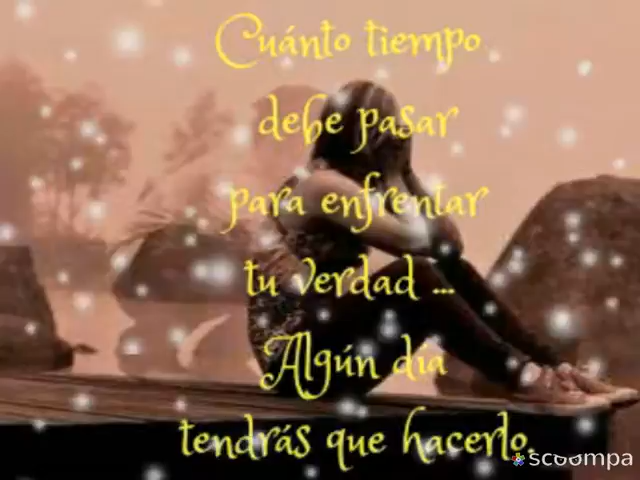 Cuánto tiempo
debe pasar
para enfrentar
tu verdad ...
Algún día
tendrás que hacerlo.
scoompa